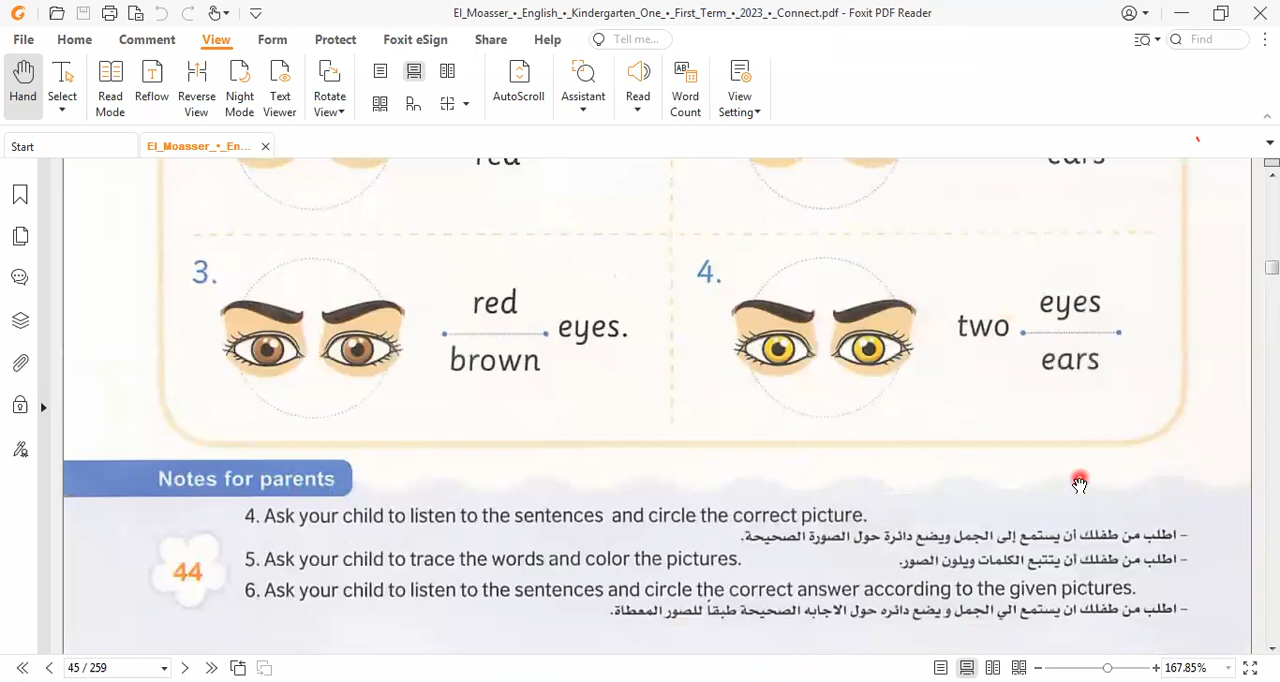 El_Moasser_•_English_•_Kindergarten_One_•_First_Term_•_2023_•_Connect.pdf - Foxit PDF Reader
File Home Comment View Form Protect Foxit eSign Share Help Tell me... Find
Hand Select Read Mode Reflow Reverse View Night Mode Text Viewer Rotate View AutoScroll Assistant Read Word Count View Setting
Start El_Moasser_•_En...
red ears
3. red
brown
eyes.
4. two
eyes
ears
Notes for parents
4. Ask your child to listen to the sentences and circle the correct picture.
- اطلب من طفلك أن يستمع إلى الجمل ويضع دائرة حول الصورة الصحيحة.
5. Ask your child to trace the words and color the pictures.
- اطلب من طفلك أن يتتبع الكلمات ويلون الصور.
44
6. Ask your child to listen to the sentences and circle the correct answer according to the given pictures.
- اطلب من طفلك ان يستمع الي الجمل و يضع دائره حول الاجابه الصحيحة طبقاً للصور المعطاة.
45 / 259 167.85%